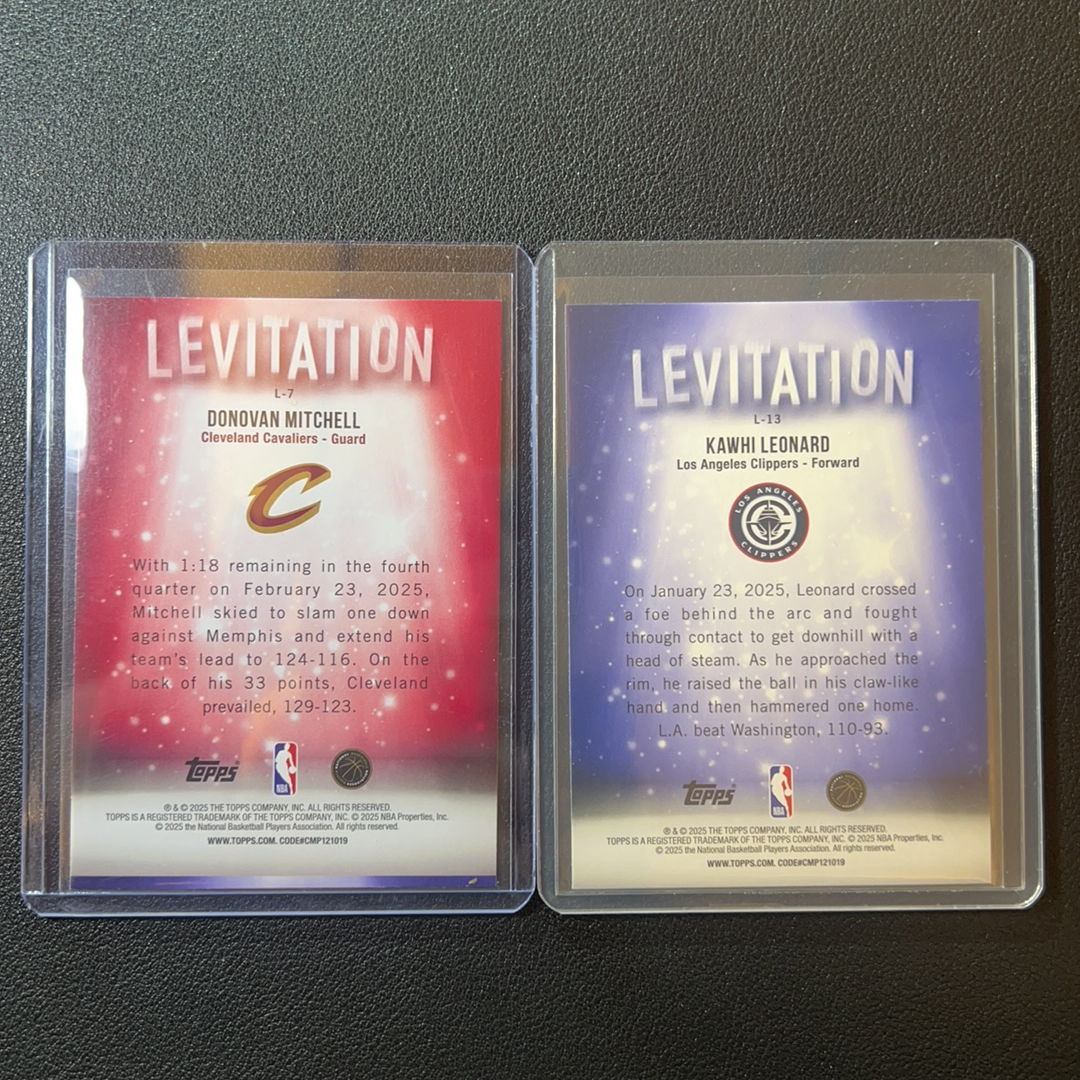 LEVITATION
L-7
DONOVAN MITCHELL
Cleveland Cavaliers - Guard
C
With 1:18 remaining in the fourth
quarter on February 23, 2025,
Mitchell skied to slam one down
against Memphis and extend his
team's lead to 124-116. On the
back of his 33 points, Cleveland
prevailed, 129-123.
Topps
NBA
® & © 2025 THE TOPPS COMPANY, INC. ALL RIGHTS RESERVED.
TOPPS IS A REGISTERED TRADEMARK OF THE TOPPS COMPANY, INC. © 2025 NBA Properties, Inc.
© 2025 the National Basketball Players Association. All rights reserved.
WWW.TOPPS.COM. CODE#CMP121019
LEVITATION
L-13
KAWHI LEONARD
Los Angeles Clippers - Forward
LOS ANGELES
CLIPPERS
On January 23, 2025, Leonard crossed
a foe behind the arc and fought
through contact to get downhill with a
head of steam. As he approached the
rim, he raised the ball in his claw-like
hand and then hammered one home.
L.A. beat Washington, 110-93.
Topps
NBA
® & © 2025 THE TOPPS COMPANY, INC. ALL RIGHTS RESERVED.
TOPPS IS A REGISTERED TRADEMARK OF THE TOPPS COMPANY, INC. © 2025 NBA Properties, Inc.
© 2025 the National Basketball Players Association. All rights reserved.
WWW.TOPPS.COM. CODE#CMP121019